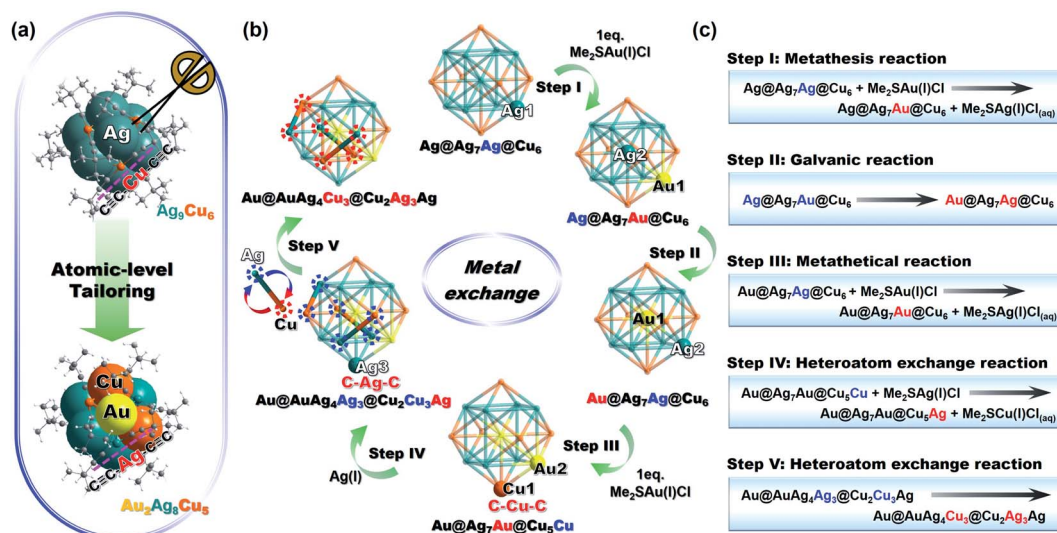 (a)
Ag
C≡C-Cu-C≡C
Ag₉Cu₆
Atomic-level
Tailoring
Cu
Au
C≡C-Ag-C≡C
Au₂Ag₈Cu₅
(b)
1eq.
Me₂SAu(I)Cl
Step I
Ag1
Ag@Ag₇Ag@Cu₆
Ag2
Au1
Ag@Ag₇Au@Cu₆
Step II
Au1
Ag2
Au@Ag₇Ag@Cu₆
Step III
1eq.
Me₂SAu(I)Cl
Au2
Cu1
C-Cu-C
Au@Ag₇Au@Cu₅Cu
Step IV
Ag(I)
Ag3
C-Ag-C
Au@AuAg₄Ag₃@Cu₂Cu₃Ag
Ag
Cu
Step V
Au@AuAg₄Cu₃@Cu₂Ag₃Ag
Metal
exchange
(c)
Step I: Metathesis reaction
Ag@Ag₇Ag@Cu₆ + Me₂SAu(I)Cl
Ag@Ag₇Au@Cu₆ + Me₂SAg(I)Cl(aq)
Step II: Galvanic reaction
Ag@Ag₇Au@Cu₆ Au@Ag₇Ag@Cu₆
Step III: Metathetical reaction
Au@Ag₇Ag@Cu₆ + Me₂SAu(I)Cl
Au@Ag₇Au@Cu₆ + Me₂SAg(I)Cl(aq)
Step IV: Heteroatom exchange reaction
Au@Ag₇Au@Cu₅Cu + Me₂SAg(I)Cl
Au@Ag₇Au@Cu₅Ag + Me₂SCu(I)Cl(aq)
Step V: Heteroatom exchange reaction
Au@AuAg₄Ag₃@Cu₂Cu₃Ag
Au@AuAg₄Cu₃@Cu₂Ag₃Ag